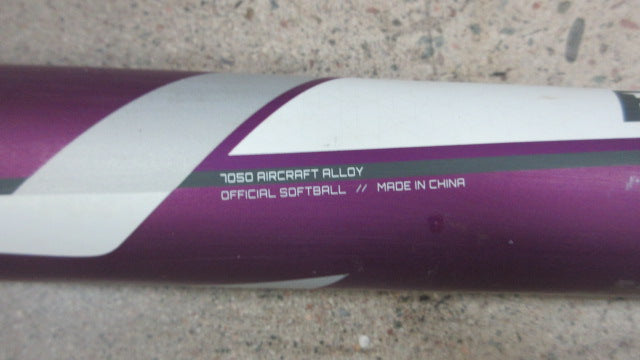 7050 AIRCRAFT ALLOY
OFFICIAL SOFTBALL // MADE IN CHINA